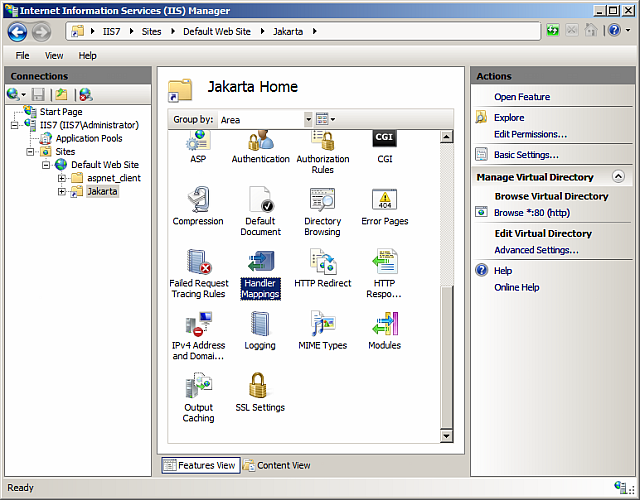 Internet Information Services (IIS) Manager
IIS7 Sites Default Web Site Jakarta
File View Help
Connections
Start Page
IIS7 (IIS7\Administrator)
Application Pools
Sites
Default Web Site
aspnet_client
Jakarta
Jakarta Home
Group by: Area
ASP
Authentication
Authorization
Rules
CGI
CGI
Compression
Default
Document
Directory
Browsing
404
Error Pages
Failed Request
Tracing Rules
Handler
Mappings
HTTP Redirect
HTTP
Respo...
IPv4 Address
and Domai...
Logging
MIME Types
Modules
Output
Caching
SSL Settings
Features View Content View
Actions
Open Feature
Explore
Edit Permissions...
Basic Settings...
Manage Virtual Directory
Browse Virtual Directory
Browse *:80 (http)
Edit Virtual Directory
Advanced Settings...
Help
Online Help
Ready